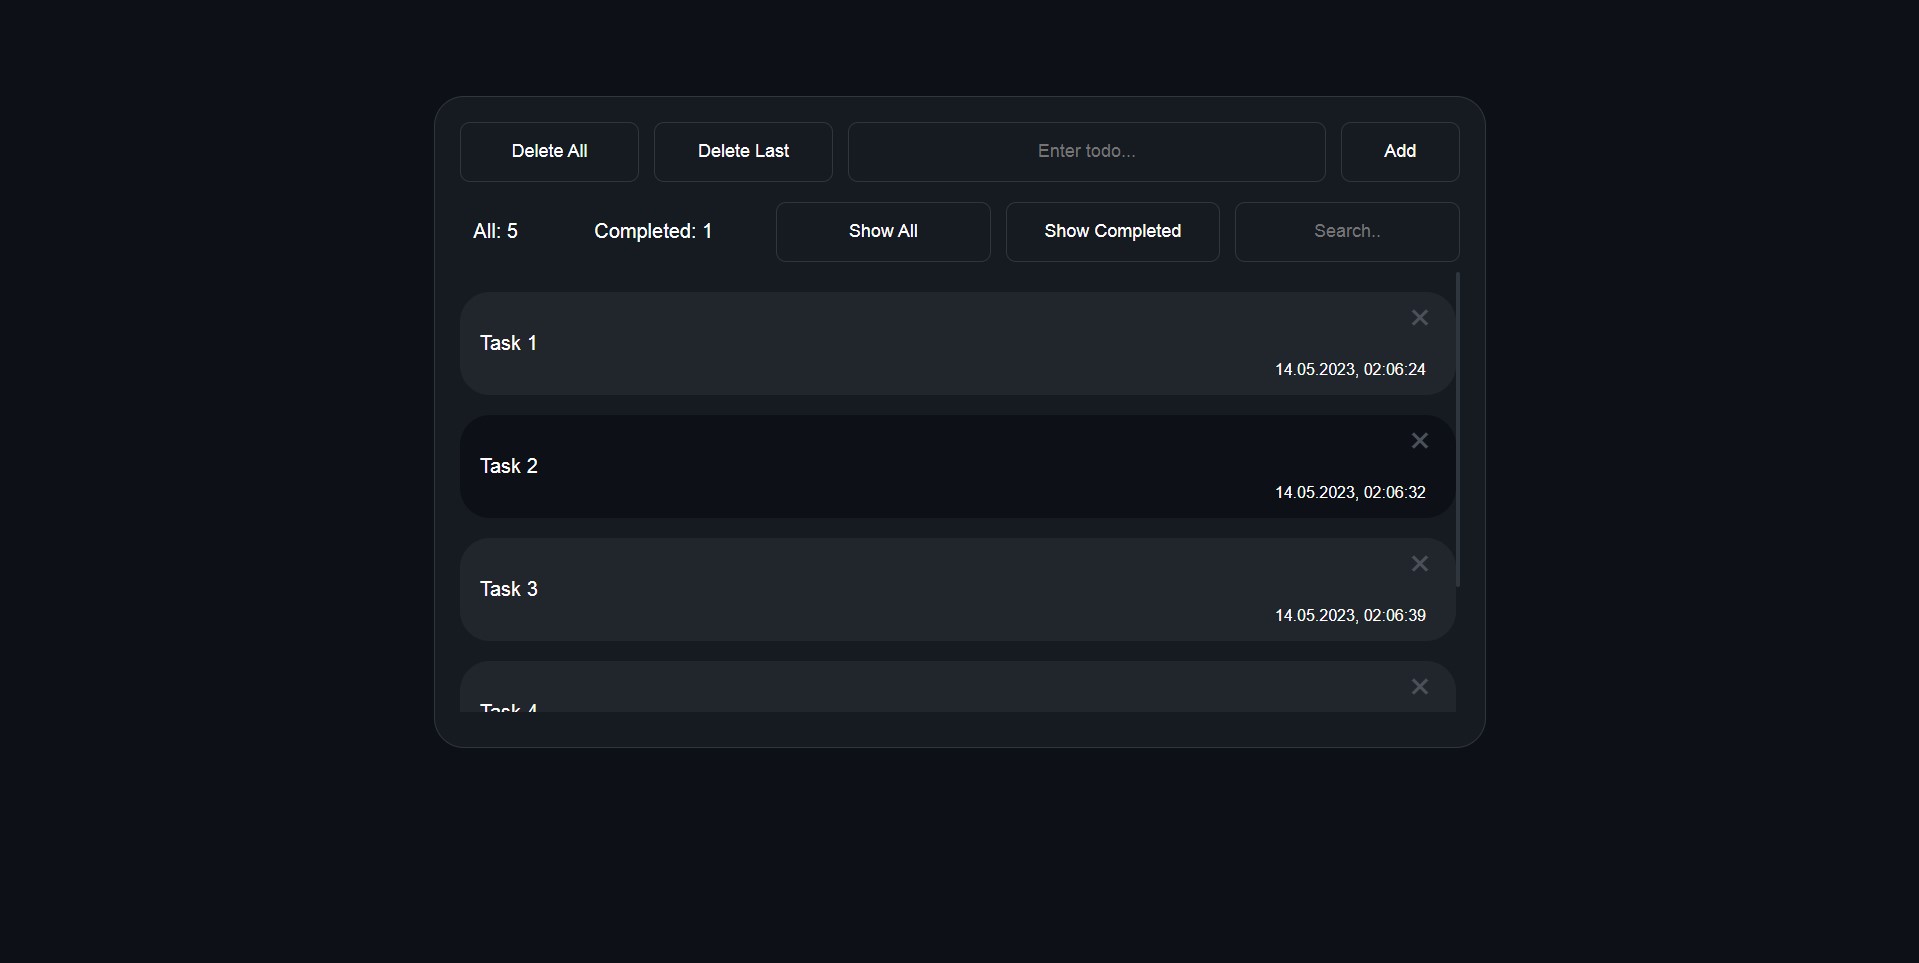 Delete All Delete Last Enter todo... Add
All: 5 Completed: 1 Show All Show Completed Search..
Task 1
14.05.2023, 02:06:24
Task 2
14.05.2023, 02:06:32
Task 3
14.05.2023, 02:06:39
Task 4